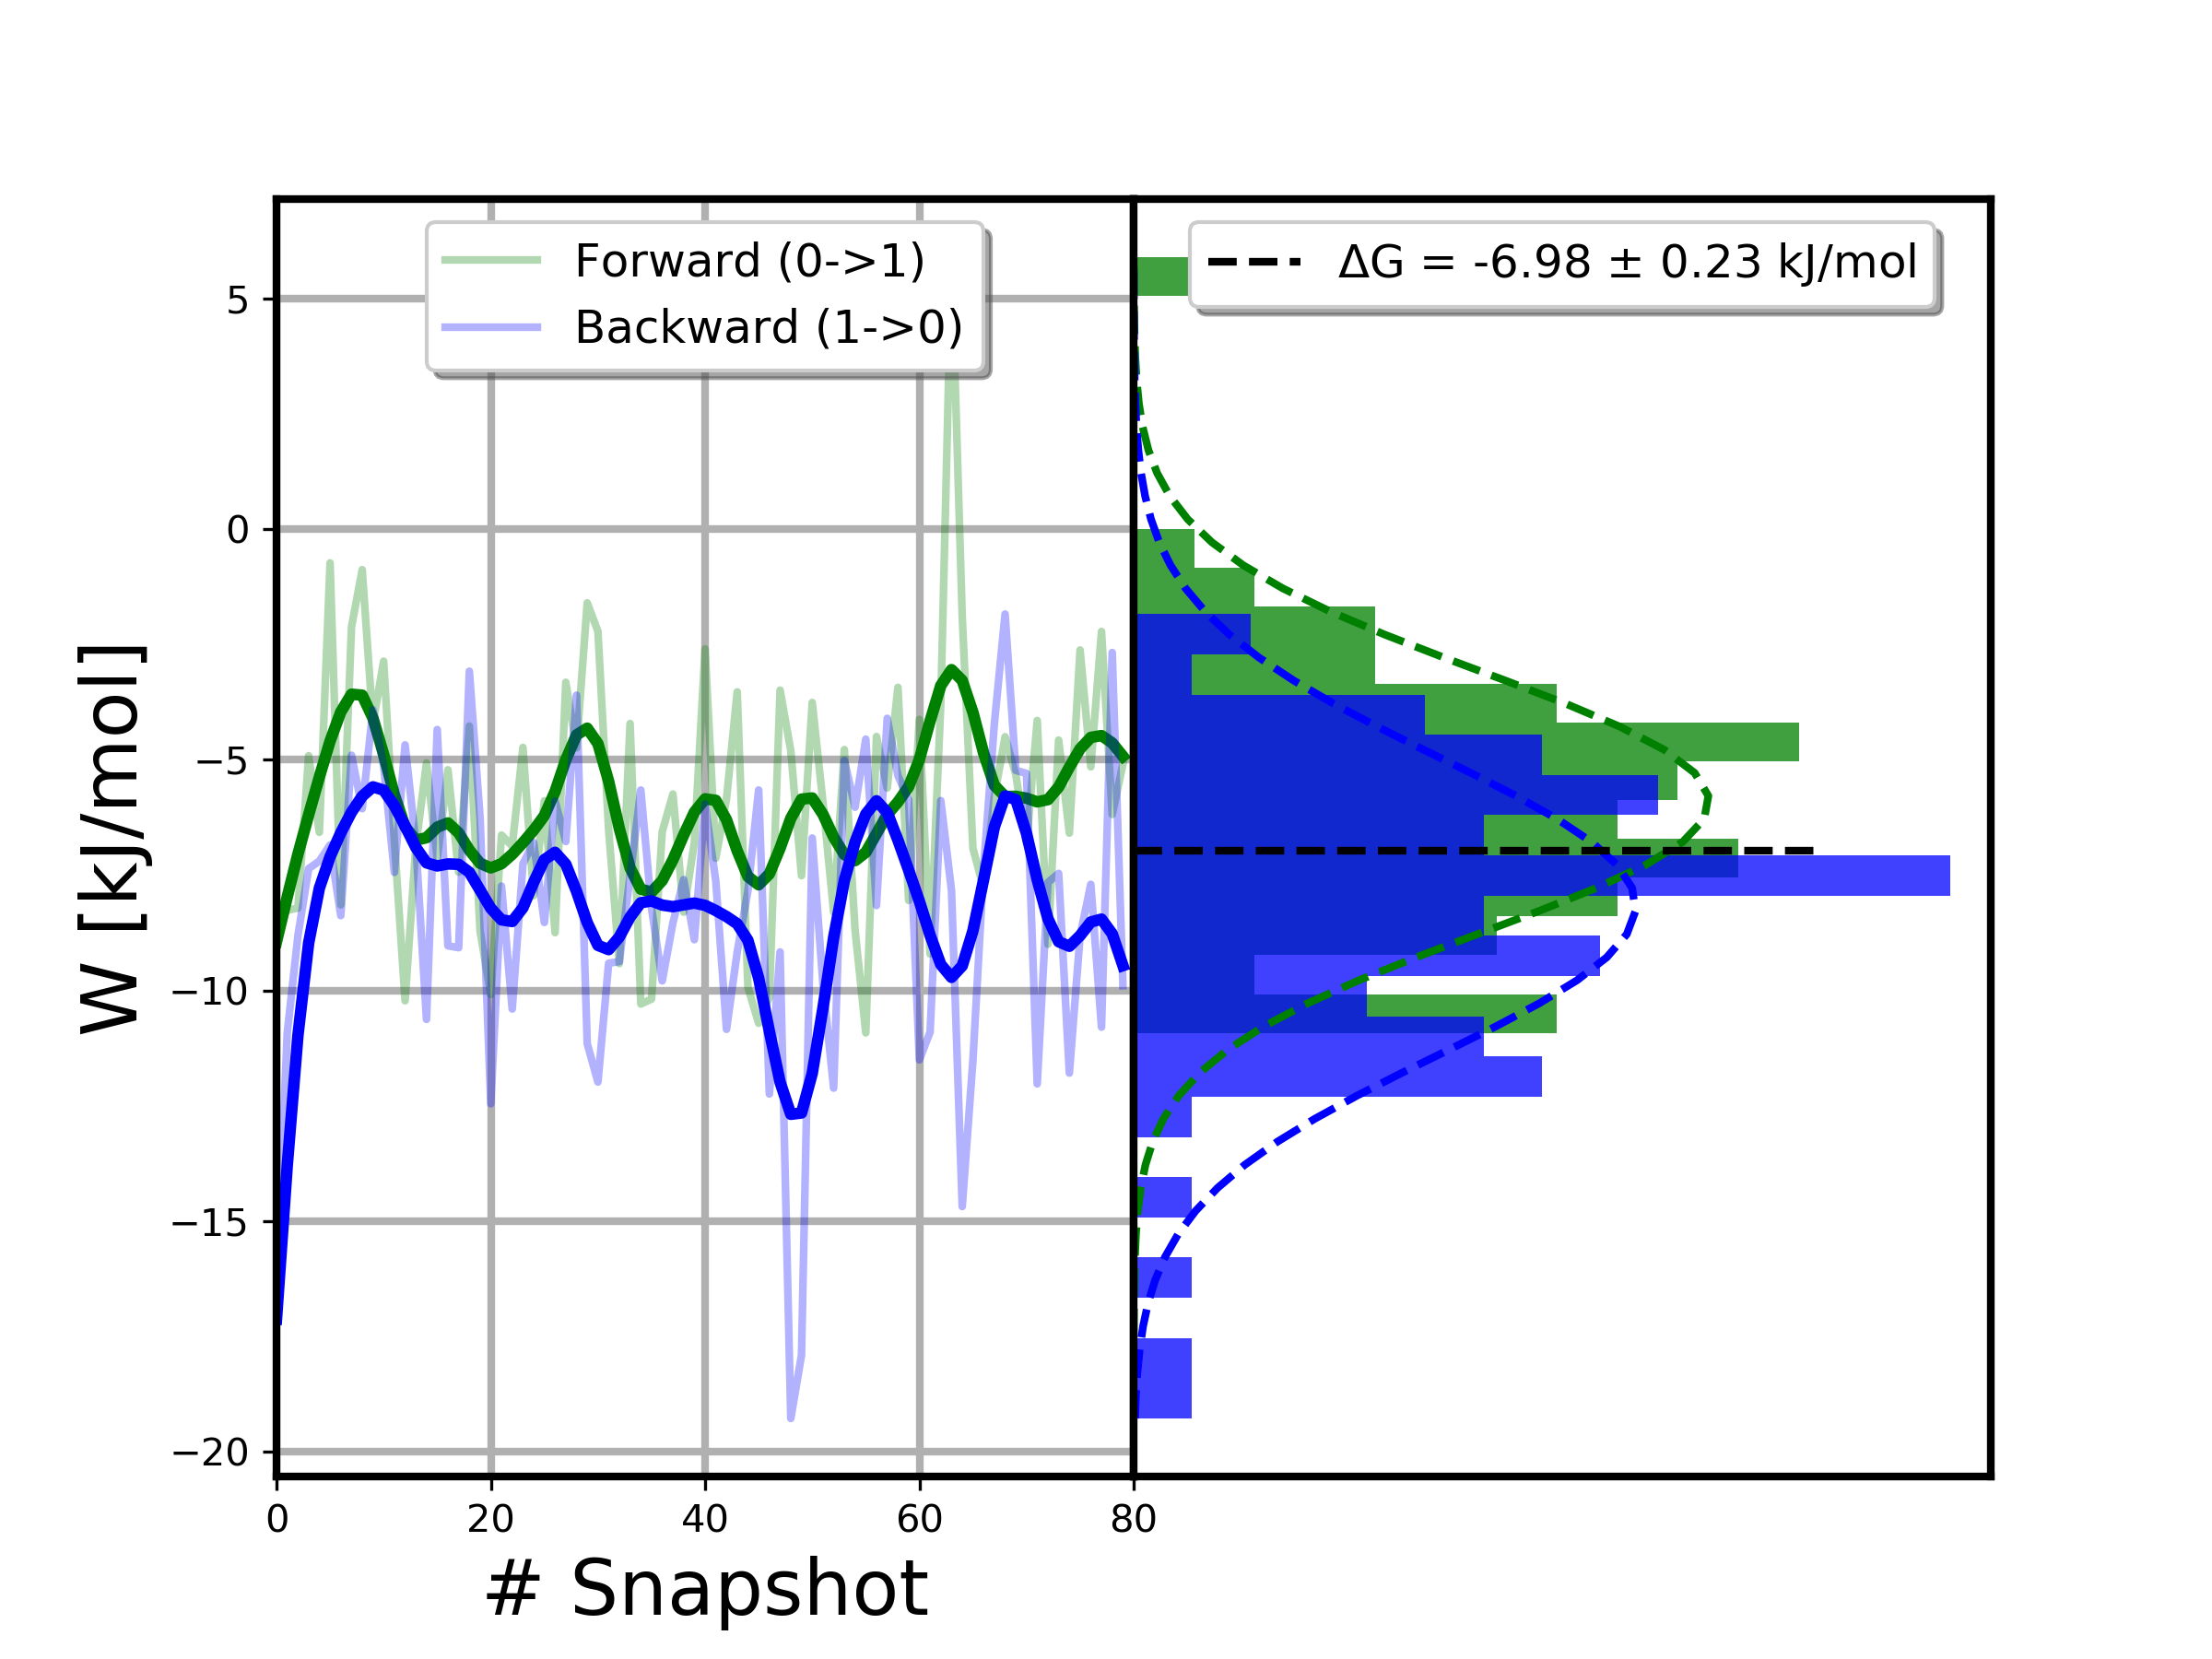 Forward (0->1)
Backward (1->0)
ΔG = -6.98 ± 0.23 kJ/mol
W [kJ/mol]
5
0
−5
−10
−15
−20
0
20
40
60
80
# Snapshot